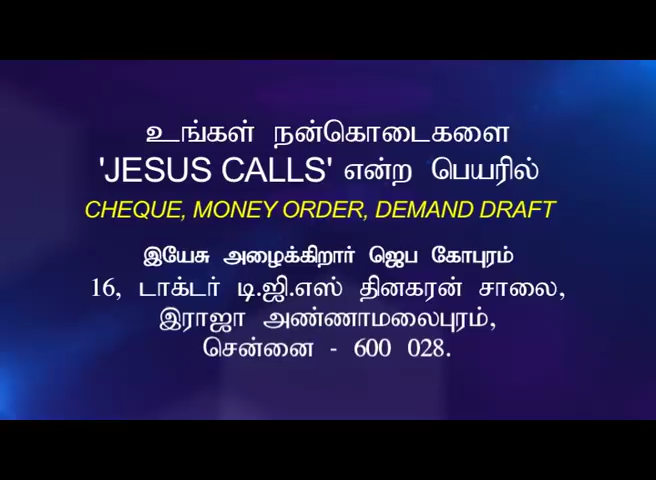 உங்கள் நன்கொடைகளை
'JESUS CALLS' என்ற பெயரில்
CHEQUE, MONEY ORDER, DEMAND DRAFT
இயேசு அழைக்கிறார் ஜெப கோபுரம்
16, டாக்டர் டி.ஜி.எஸ் தினகரன் சாலை,
இராஜா அண்ணாமலைபுரம்,
சென்னை - 600 028.